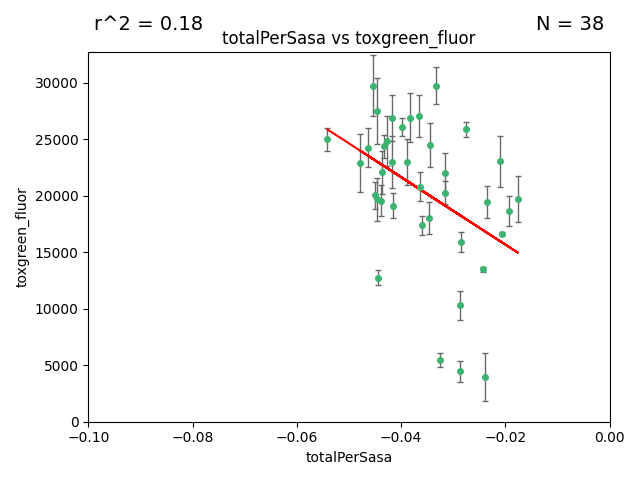 r^2 = 0.18
N = 38
totalPerSasa vs toxgreen_fluor
30000
25000
20000
15000
10000
5000
0
toxgreen_fluor
−0.10
−0.08
−0.06
−0.04
−0.02
0.00
totalPerSasa